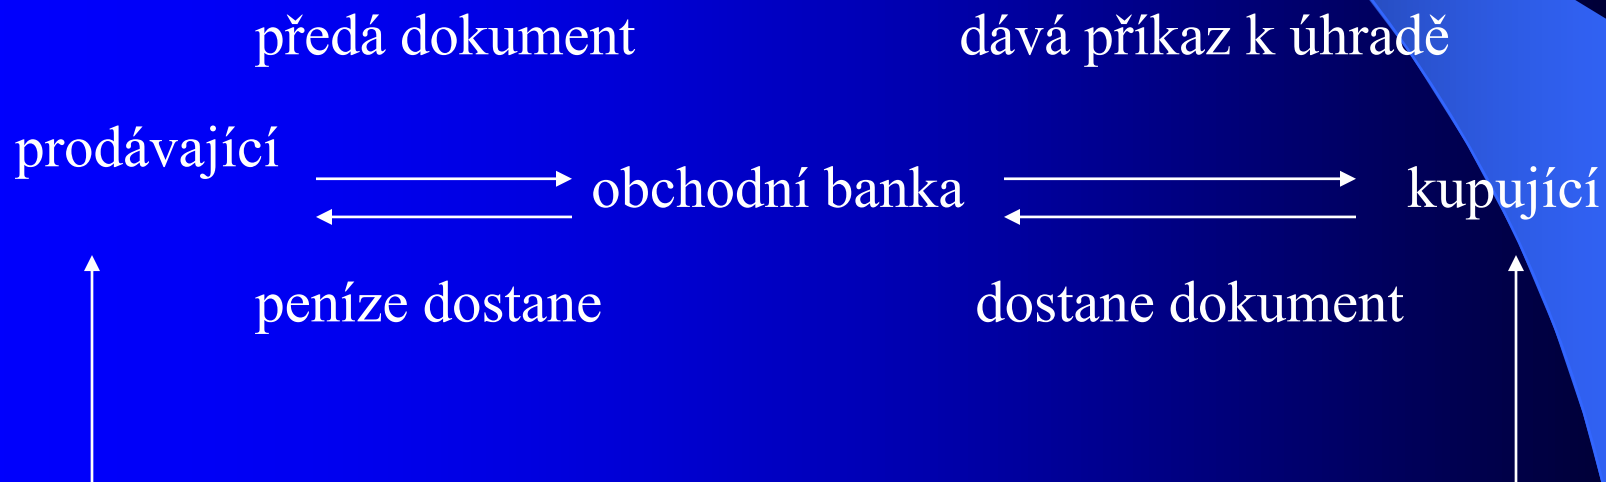 předá dokument
dává příkaz k úhradě
prodávající
obchodní banka
kupující
peníze dostane
dostane dokument